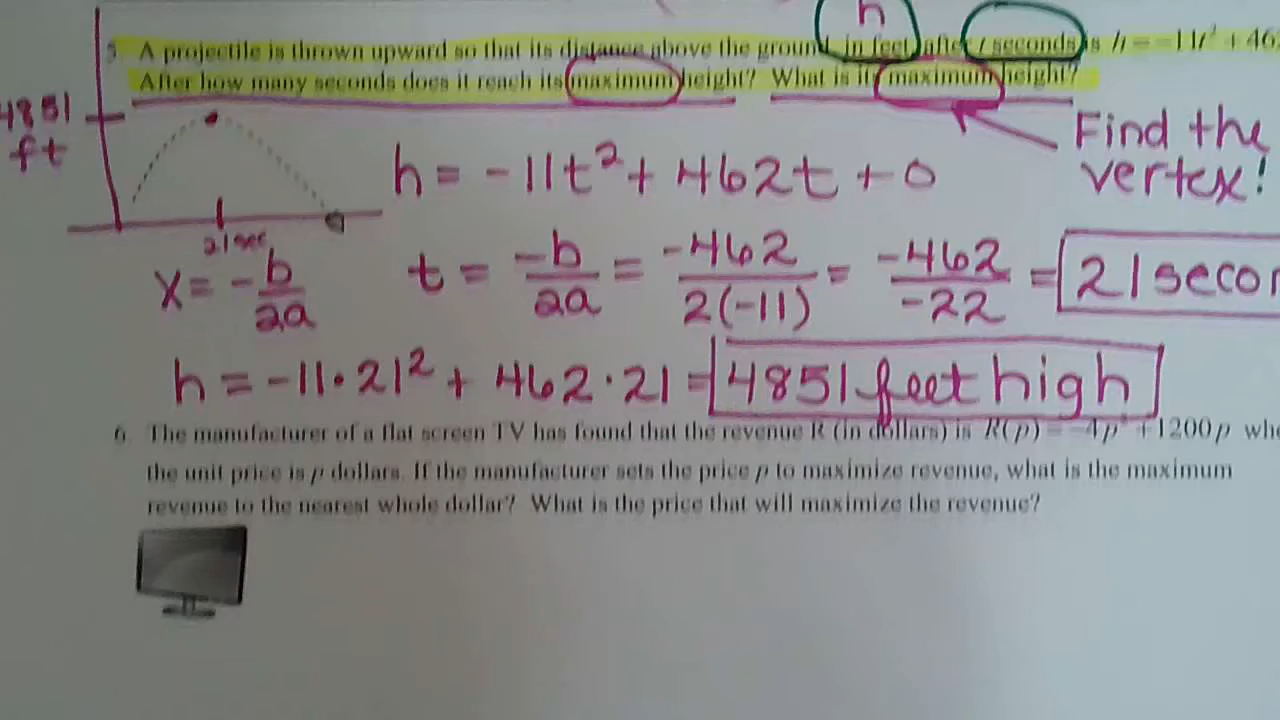 h
5. A projectile is thrown upward so that its distance above the ground, in feet, after t seconds is h = -11t² + 46
After how many seconds does it reach its maximum height? What is its maximum height?
4851
ft
Find the
vertex!
h = -11t² + 462t + 0
21 sec
x = -b/2a
t = -b/2a = -462/2(-11) = -462/-22 = 21 secon
h = -11·21² + 462·21 = 4851 feet high
6. The manufacturer of a flat screen TV has found that the revenue R (in dollars) is R(p) = -4p² + 1200p whe
the unit price is p dollars. If the manufacturer sets the price p to maximize revenue, what is the maximum
revenue to the nearest whole dollar? What is the price that will maximize the revenue?